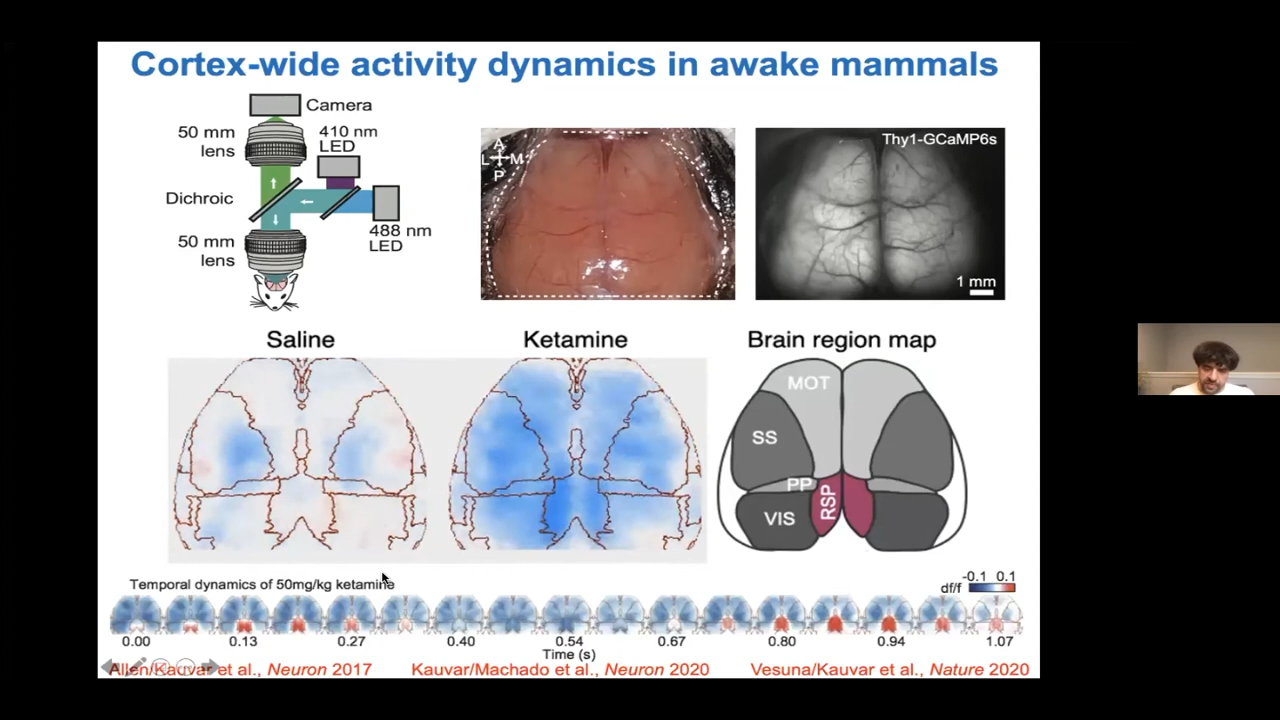 Cortex-wide activity dynamics in awake mammals
Camera
50 mm
lens
410 nm
LED
Dichroic
488 nm
LED
50 mm
lens
A
L M
P
Thy1-GCaMP6s
1 mm
Saline
Ketamine
Brain region map
MOT
SS
PP
RSP
VIS
Temporal dynamics of 50mg/kg ketamine
-0.1 0.1
df/f
0.00 0.13 0.27 0.40 0.54 0.67 0.80 0.94 1.07
Time (s)
Allen/Kauvar et al., Neuron 2017 Kauvar/Machado et al., Neuron 2020 Vesuna/Kauvar et al., Nature 2020